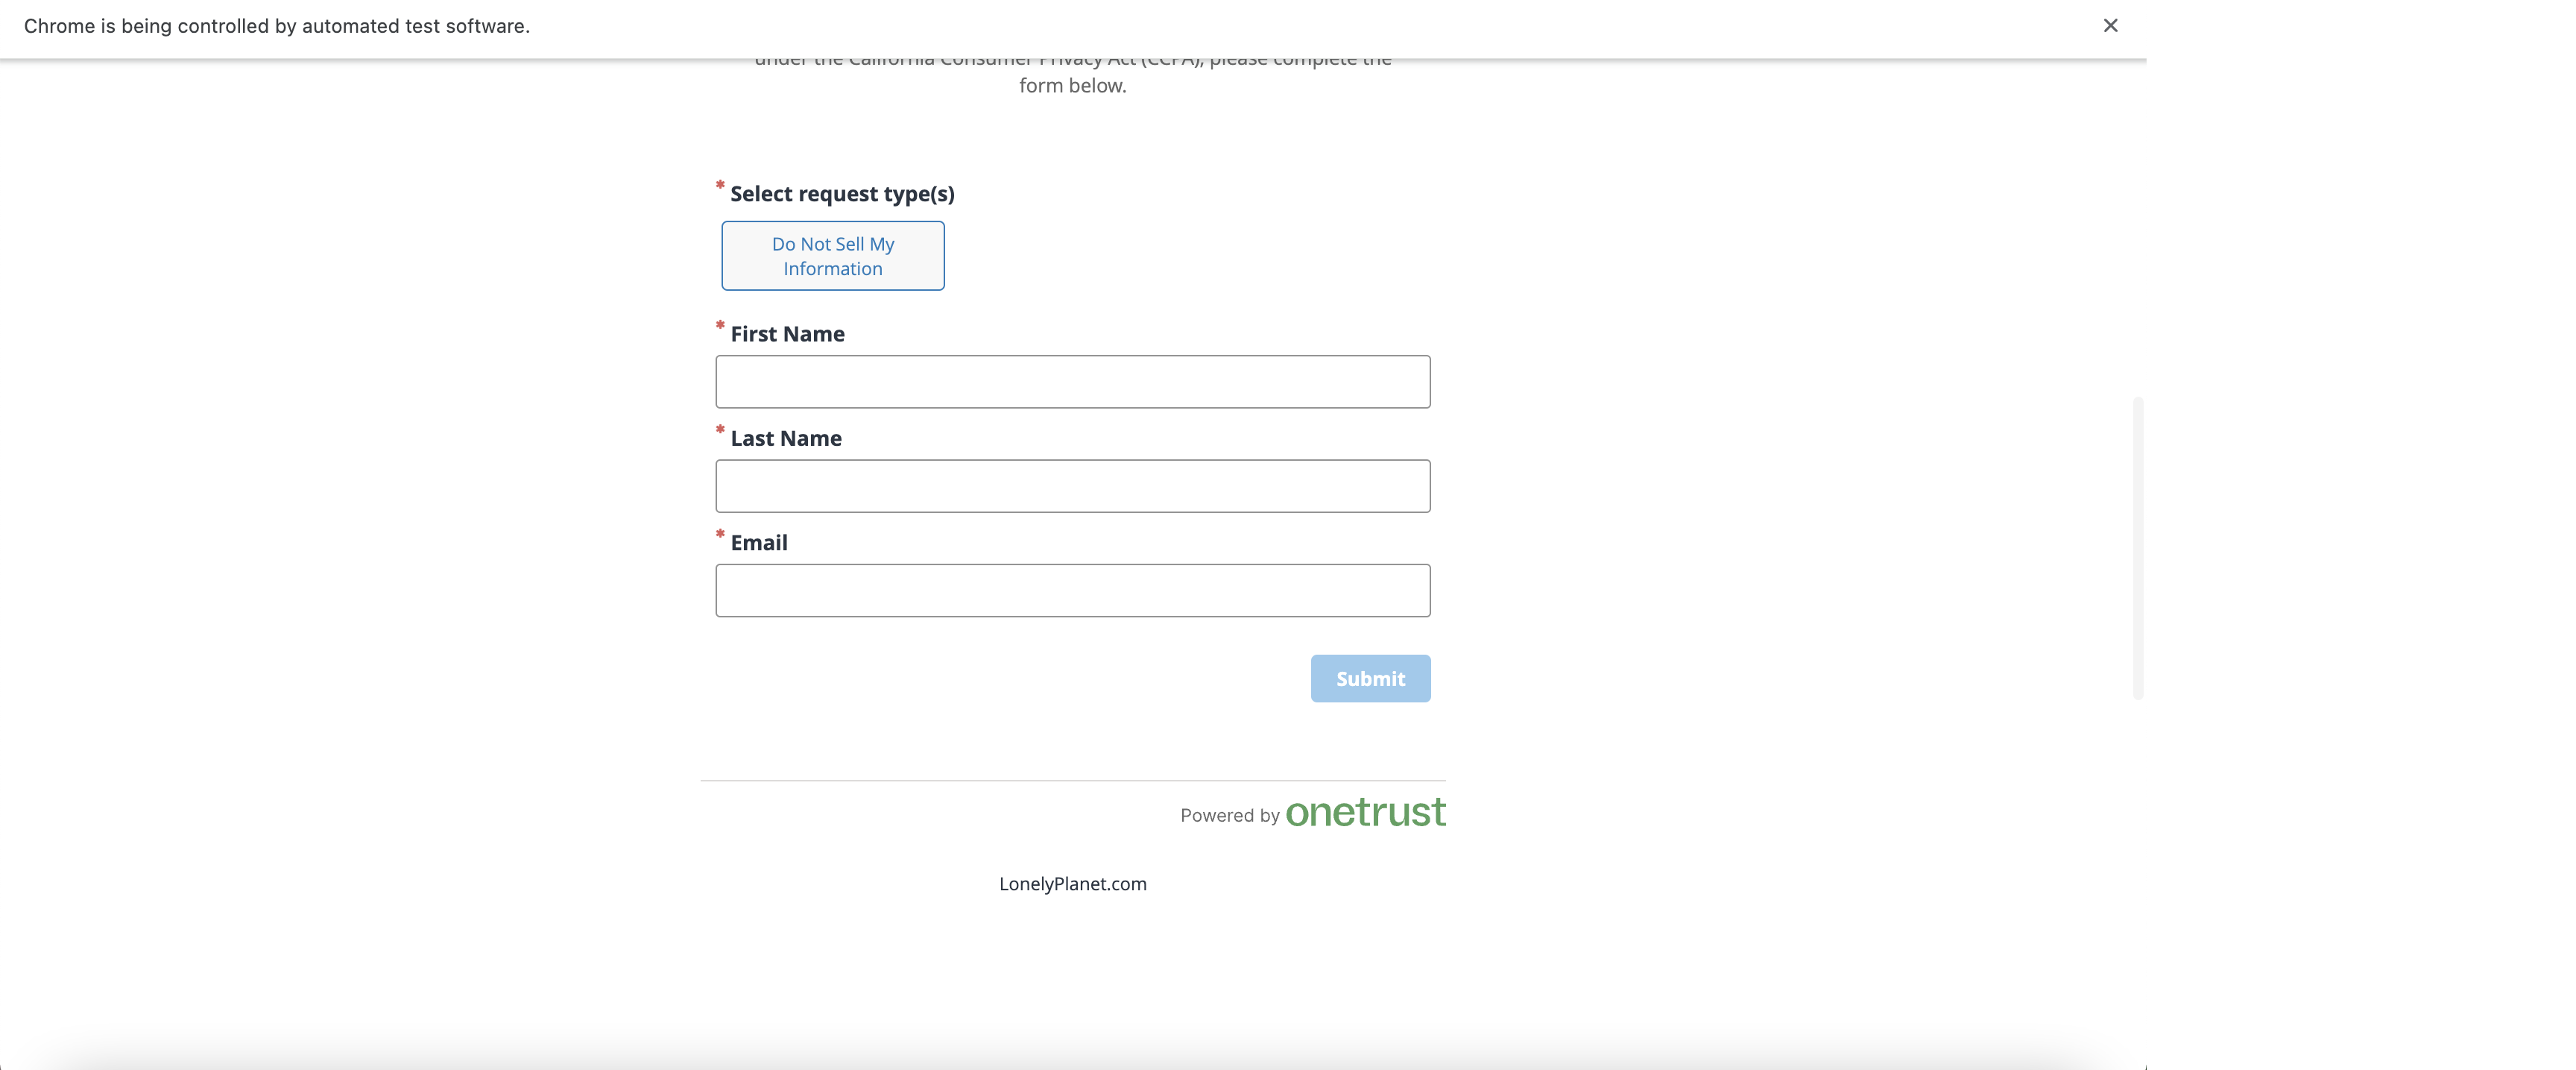 Chrome is being controlled by automated test software.
under the California Consumer Privacy Act (CCPA), please complete the
form below.
* Select request type(s)
Do Not Sell My
Information
* First Name
* Last Name
* Email
Submit
Powered by onetrust
LonelyPlanet.com